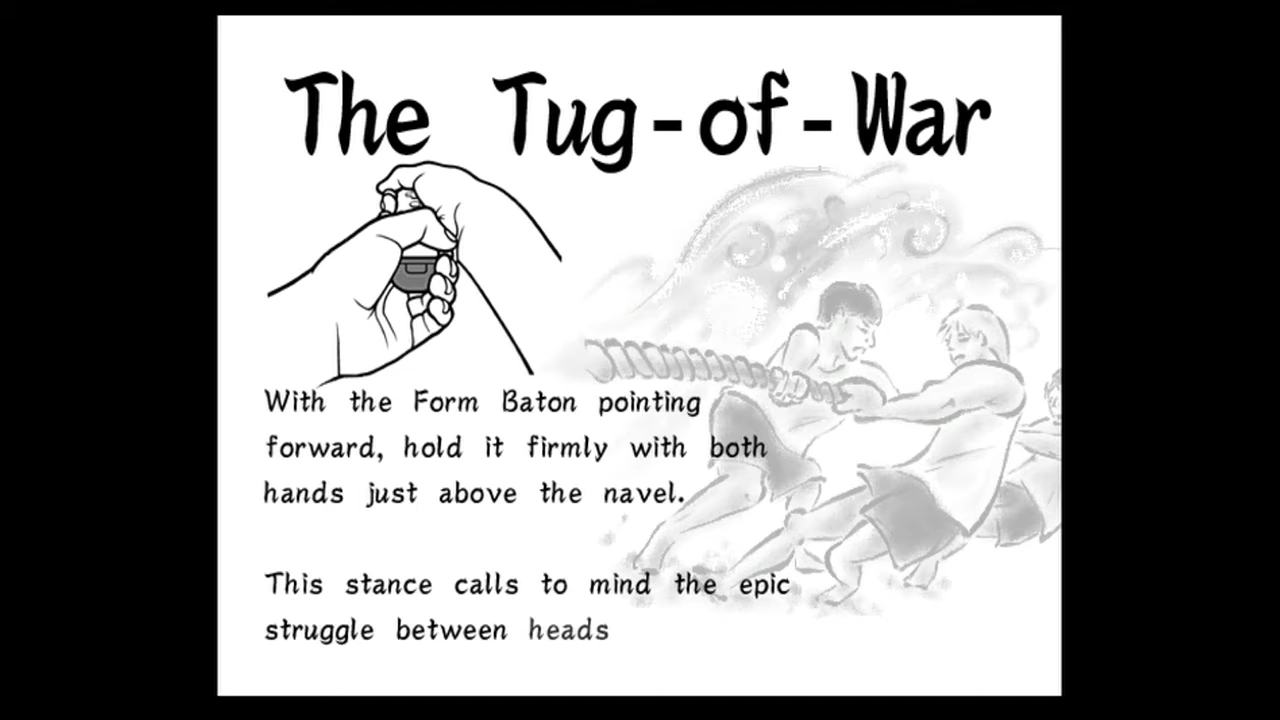 The Tug-of-War
With the Form Baton pointing
forward, hold it firmly with both
hands just above the navel.
This stance calls to mind the epic
struggle between heads